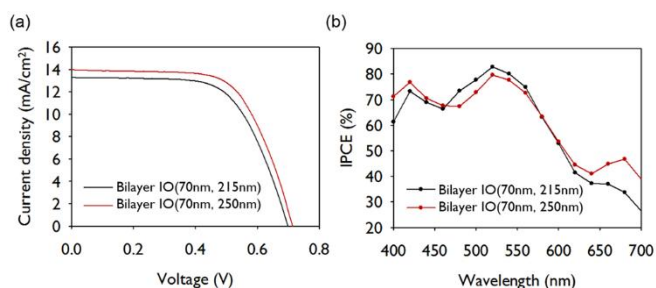 (a)
16
14
12
10
8
6
4
2
0
Currrent density (mA/cm²)
Bilayer IO(70nm, 215nm)
Bilayer IO(70nm, 250nm)
0.0 0.2 0.4 0.6 0.8
Voltage (V)
(b)
90
80
70
60
50
40
30
20
IPCE (%)
Bilayer IO(70nm, 215nm)
Bilayer IO(70nm, 250nm)
400 450 500 550 600 650 700
Wavelength (nm)